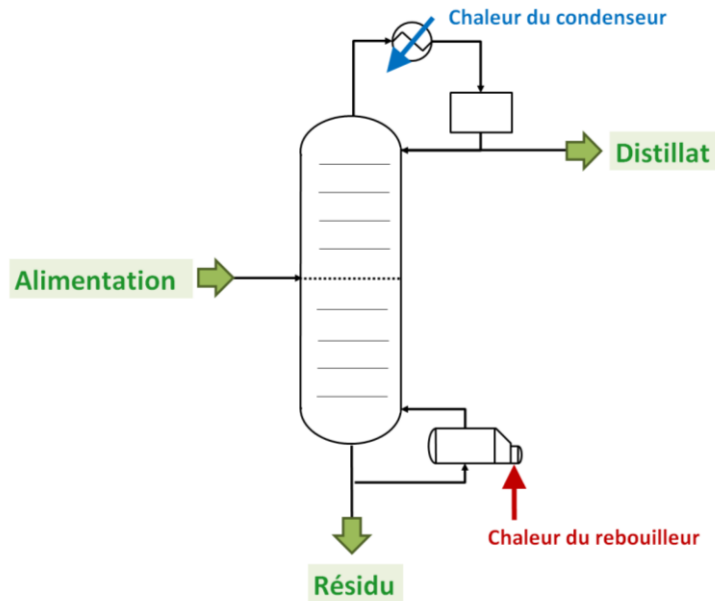 Chaleur du condenseur
Distillat
Alimentation
Chaleur du rebouilleur
Résidu